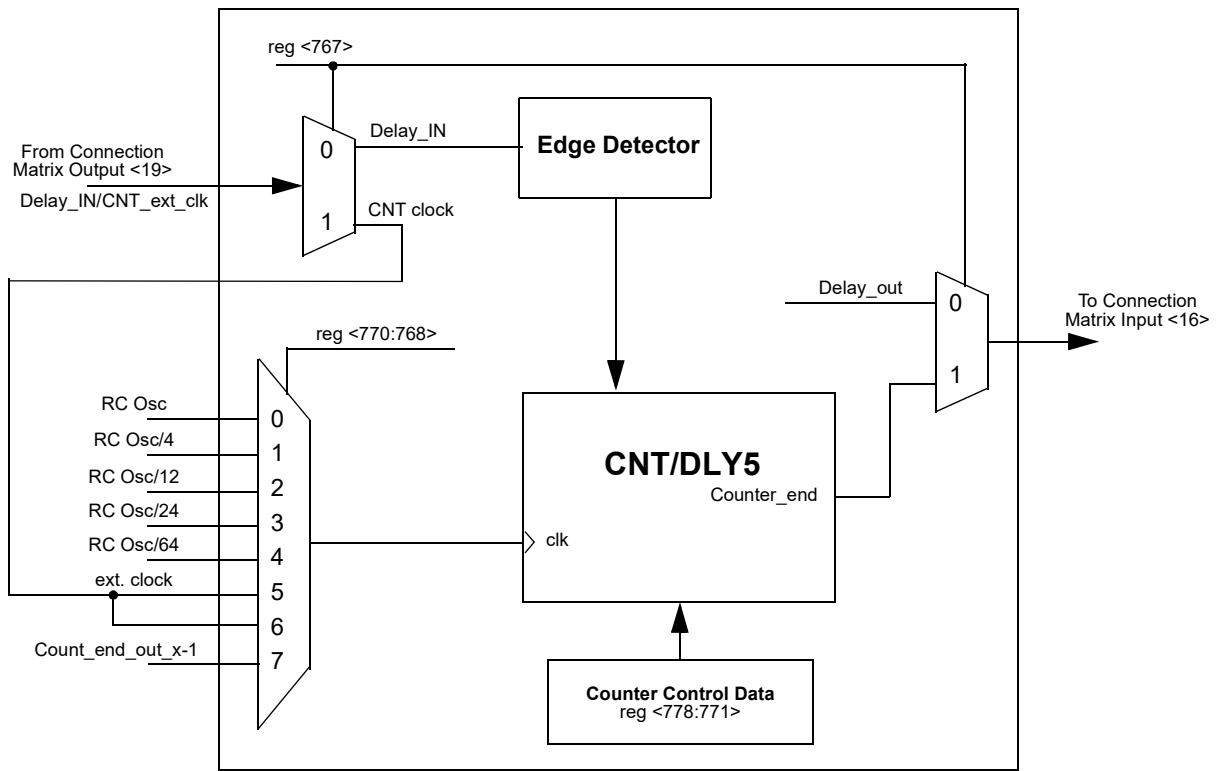 reg <767>
From Connection
Matrix Output <19>
Delay_IN/CNT_ext_clk
0
1
Delay_IN
CNT clock
Edge Detector
Delay_out
0
1
To Connection
Matrix Input <16>
reg <770:768>
RC Osc
RC Osc/4
RC Osc/12
RC Osc/24
RC Osc/64
ext. clock
Count_end_out_x-1
0
1
2
3
4
5
6
7
CNT/DLY5
Counter_end
clk
Counter Control Data
reg <778:771>